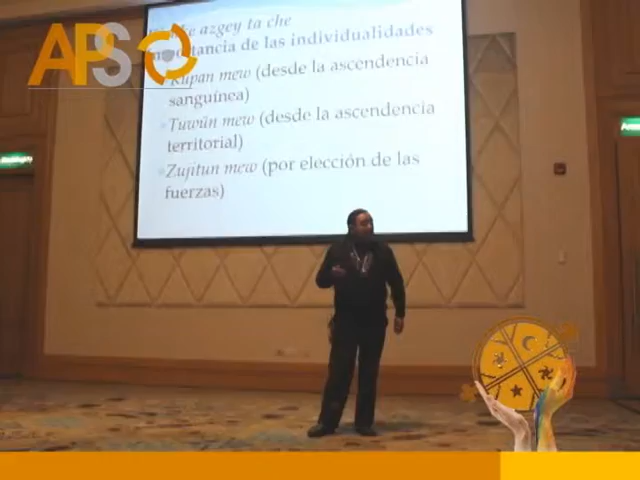 APS
azgey ta che
importancia de las individualidades
Kupan mew (desde la ascendencia
sanguínea)
Tuwün mew (desde la ascendencia
territorial)
Zujitun mew (por elección de las
fuerzas)